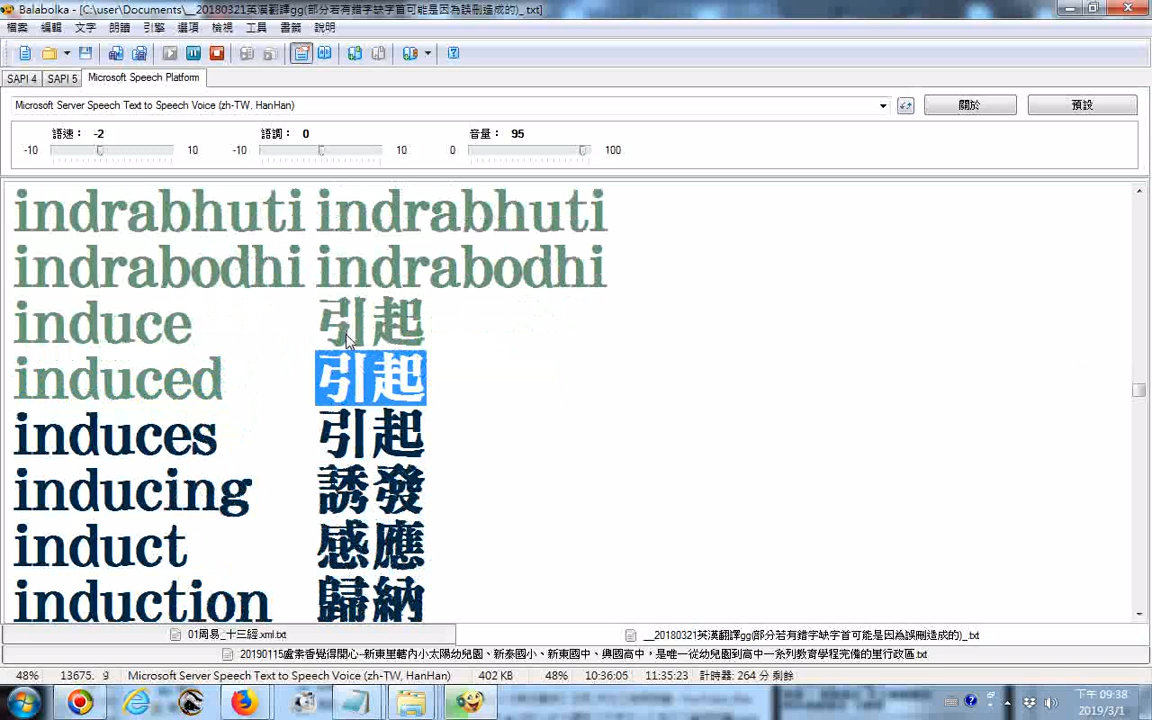 Balabolka - [C:\user\Documents\__20180321英漢翻譯gg(部分若有錯字缺字首可能是因為誤刪造成的)_.txt]
檔案 編輯 文字 朗讀 引擎 選項 檢視 工具 書籤 說明
SAPI 4 SAPI 5 Microsoft Speech Platform
Microsoft Server Speech Text to Speech Voice (zh-TW, HanHan) 關於 預設
語速： -2 語調： 0 音量： 95
-10 10 -10 10 0 100
indrabhuti indrabhuti
indrabodhi indrabodhi
induce 引起
induced 引起
induces 引起
inducing 誘發
induct 感應
induction 歸納
01周易_十三經.xml.txt __20180321英漢翻譯gg(部分若有錯字缺字首可能是因為誤刪造成的)_.txt
20190115盧素香覺得開心-新東里轄內小太陽幼兒園、新泰國小、新東國中、興國高中，是唯一從幼兒園到高中一系列教育學程完備的里行政區.txt
48% 13675. 9 Microsoft Server Speech Text to Speech Voice (zh-TW, HanHan) 402 KB 48% 10:36:05 11:35:23 計時器: 264 分 剩餘
下午 09:38
2019/3/1